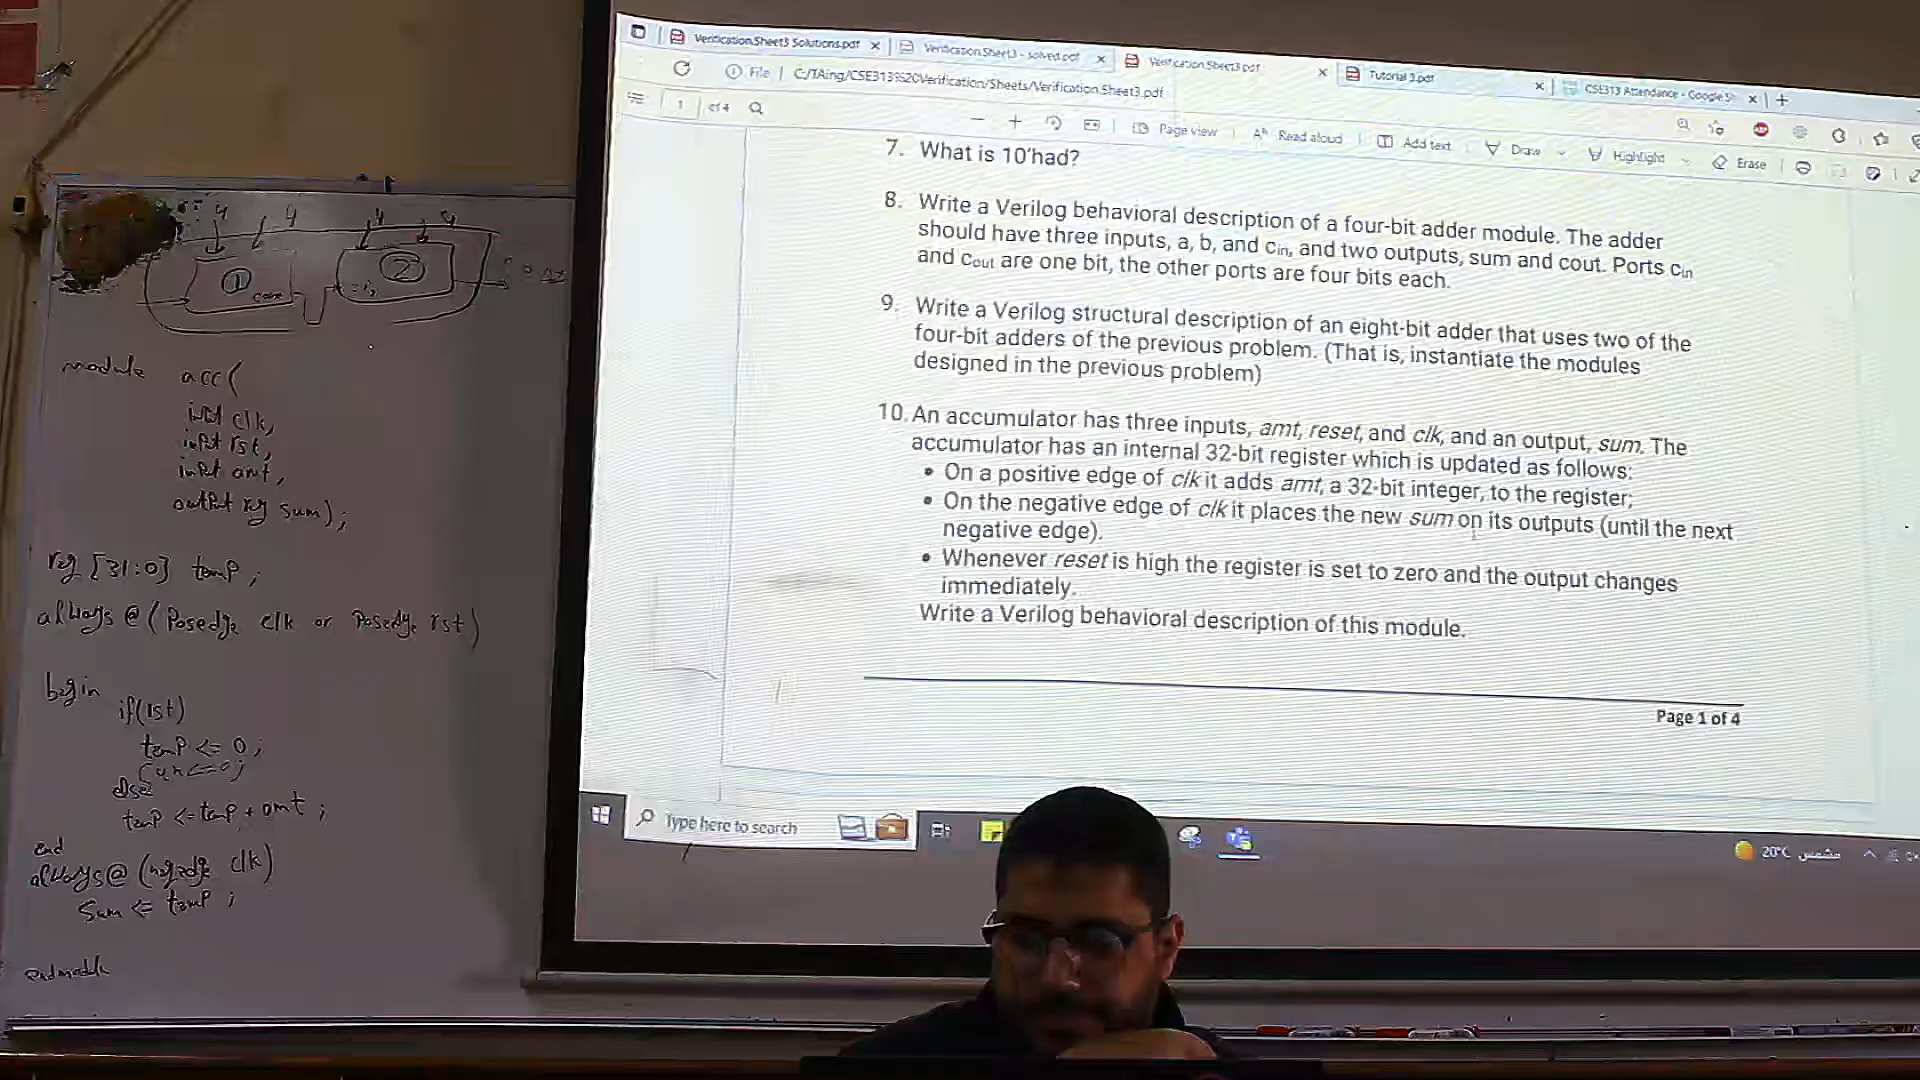 Verification.Sheet3 Solutions.pdf
Verification.Sheet3 - solved.pdf
Verification.Sheet3.pdf
Tutorial 3.pdf
CSE313 Attendance - Google
File | C:/TAing/CSE313%20Verification/Sheets/Verification.Sheet3.pdf
1 of 4
Page view
Read aloud
Add text
Draw
Highlight
Erase
7. What is 10'had?
8. Write a Verilog behavioral description of a four-bit adder module. The adder
should have three inputs, a, b, and cin, and two outputs, sum and cout. Ports cin
and cout are one bit, the other ports are four bits each.
9. Write a Verilog structural description of an eight-bit adder that uses two of the
four-bit adders of the previous problem. (That is, instantiate the modules
designed in the previous problem)
10. An accumulator has three inputs, amt, reset, and clk, and an output, sum. The
accumulator has an internal 32-bit register which is updated as follows:
• On a positive edge of clk it adds amt, a 32-bit integer, to the register;
• On the negative edge of clk it places the new sum on its outputs (until the next
negative edge).
• Whenever reset is high the register is set to zero and the output changes
immediately.
Write a Verilog behavioral description of this module.
Page 1 of 4
Type here to search
20°C مشمس
4 4 4 4
1 2
module acc(
clk,
input rst,
input amt,
output reg sum);
reg [31:0] temp;
always @ (Posedge clk or Posedge rst)
begin
if(rst)
temp <= 0;
else
temp <= temp + amt;
end
always@ (negedge clk)
sum <= temp;
endmodule